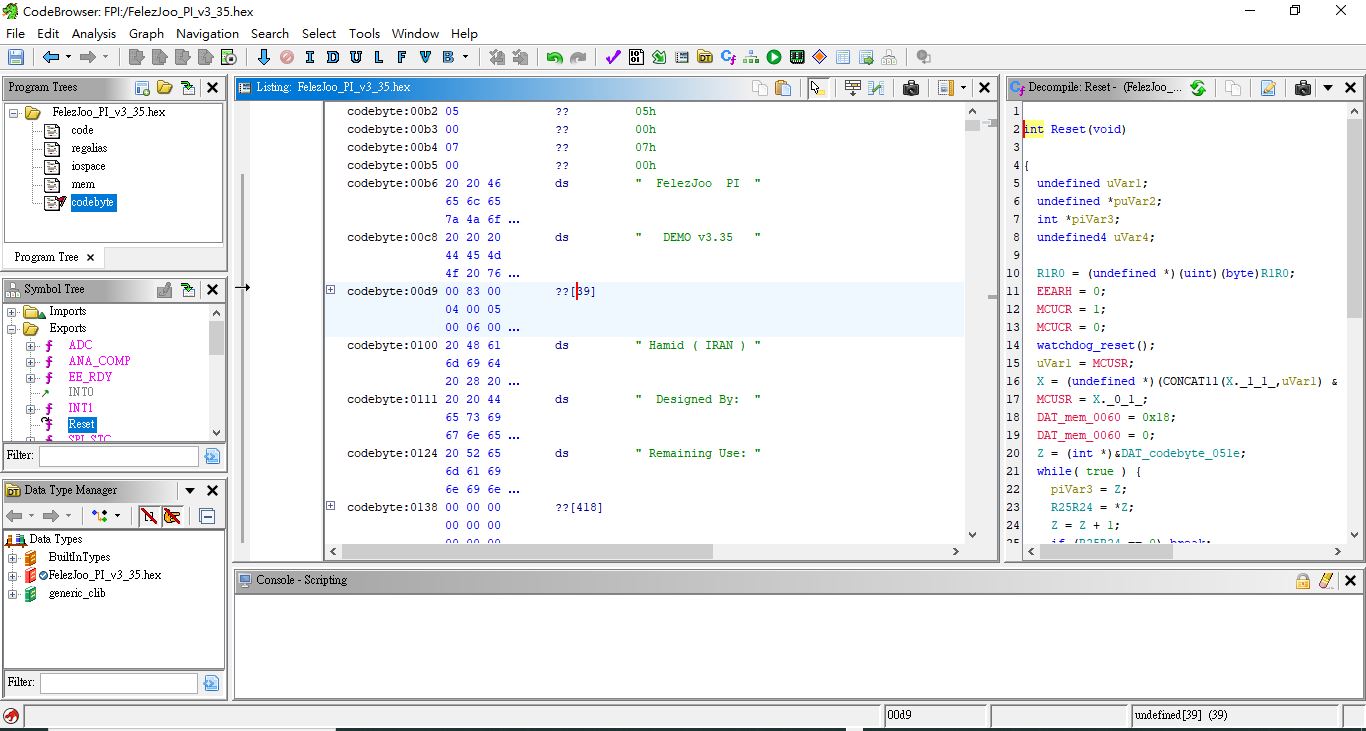 CodeBrowser: FPI:/FelezJoo_PI_v3_35.hex
File Edit Analysis Graph Navigation Search Select Tools Window Help
I D U L F V B
Program Trees
FelezJoo_PI_v3_35.hex
code
regalias
iospace
mem
codebyte
Program Tree
Symbol Tree
Imports
Exports
ADC
ANA_COMP
EE_RDY
INT0
INT1
Reset
SPI_STC
Filter:
Data Type Manager
Data Types
BuiltInTypes
FelezJoo_PI_v3_35.hex
generic_clib
Filter:
Listing: FelezJoo_PI_v3_35.hex
codebyte:00b2 05 ?? 05h
codebyte:00b3 00 ?? 00h
codebyte:00b4 07 ?? 07h
codebyte:00b5 00 ?? 00h
codebyte:00b6 20 20 46 ds "  FelezJoo  PI  "
65 6c 65
7a 4a 6f ...
codebyte:00c8 20 20 20 ds "   DEMO v3.35   "
44 45 4d
4f 20 76 ...
codebyte:00d9 00 83 00 ??[39]
04 00 05
00 06 00 ...
codebyte:0100 20 48 61 ds " Hamid ( IRAN ) "
6d 69 64
20 28 20 ...
codebyte:0111 20 20 44 ds "  Designed By:  "
65 73 69
67 6e 65 ...
codebyte:0124 20 52 65 ds " Remaining Use: "
6d 61 69
6e 69 6e ...
codebyte:0138 00 00 00 ??[418]
00 00 00
00 00 00
Decompile: Reset - (FelezJoo_...
1
2 int Reset(void)
3
4 {
5 undefined uVar1;
6 undefined *puVar2;
7 int *piVar3;
8 undefined4 uVar4;
9
10 R1R0 = (undefined *)(uint)(byte)R1R0;
11 EEARH = 0;
12 MCUCR = 1;
13 MCUCR = 0;
14 watchdog_reset();
15 uVar1 = MCUSR;
16 X = (undefined *)(CONCAT11(X._1_1_,uVar1) &
17 MCUSR = X._0_1_;
18 DAT_mem_0060 = 0x18;
19 DAT_mem_0060 = 0;
20 Z = (int *)&DAT_codebyte_051e;
21 while( true ) {
22 piVar3 = Z;
23 R25R24 = *Z;
24 Z = Z + 1;
25 if (R25R24 == 0) break;
Console - Scripting
00d9
undefined[39] (39)